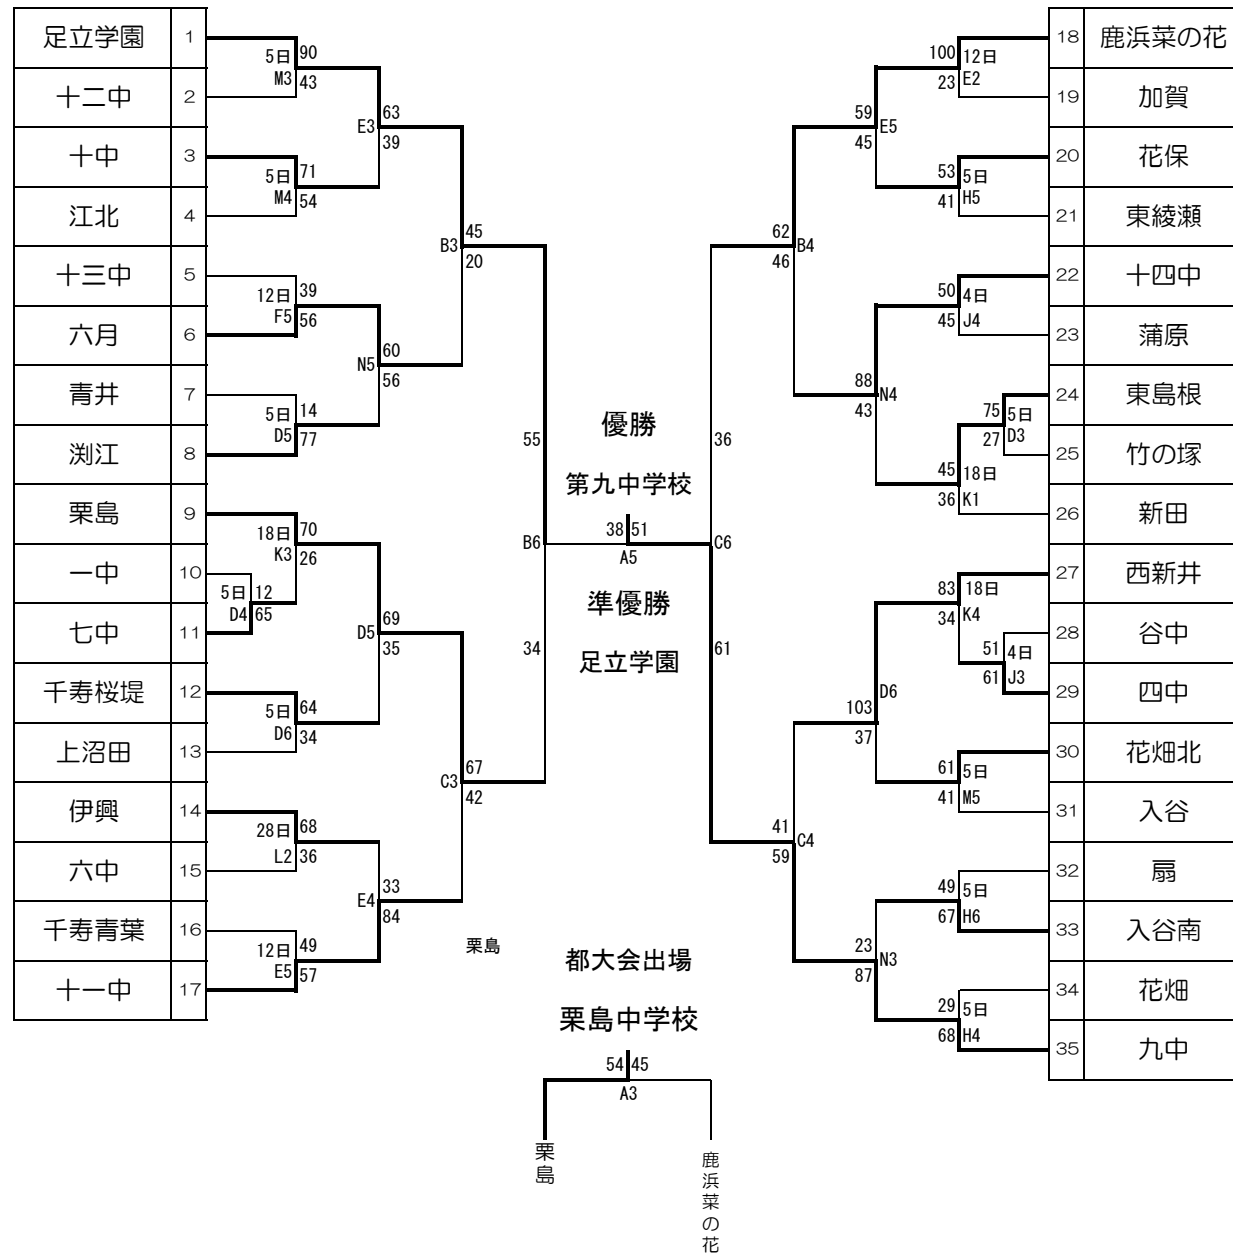 足立学園 1
十二中 2
十中 3
江北 4
十三中 5
六月 6
青井 7
渕江 8
栗島 9
一中 10
七中 11
千寿桜堤 12
上沼田 13
伊興 14
六中 15
千寿青葉 16
十一中 17
5日 90
M3 43
5日 71
M4 54
12日 39
F5 56
5日 14
D5 77
18日 70
K3 26
5日 12
D4 65
5日 64
D6 34
28日 68
L2 36
12日 49
E5 57
63
E3
39
60
N5
56
69
D5
35
33
E4
84
45
B3
20
67
C3
42
55
B6
34
優勝
第九中学校
38 51
A5
準優勝
足立学園
栗島
都大会出場
栗島中学校
54 45
A3
栗島
鹿浜菜の花
36
C6
61
62
B4
46
41
C4
59
59
E5
45
88
N4
43
D6
103
37
23
N3
87
100 12日
23 E2
53 5日
41 H5
50 4日
45 J4
75 5日
27 D3
45 18日
36 K1
83 18日
34 K4
51 4日
61 J3
61 5日
41 M5
49 5日
67 H6
29 5日
68 H4
18 鹿浜菜の花
19 加賀
20 花保
21 東綾瀬
22 十四中
23 蒲原
24 東島根
25 竹の塚
26 新田
27 西新井
28 谷中
29 四中
30 花畑北
31 入谷
32 扇
33 入谷南
34 花畑
35 九中